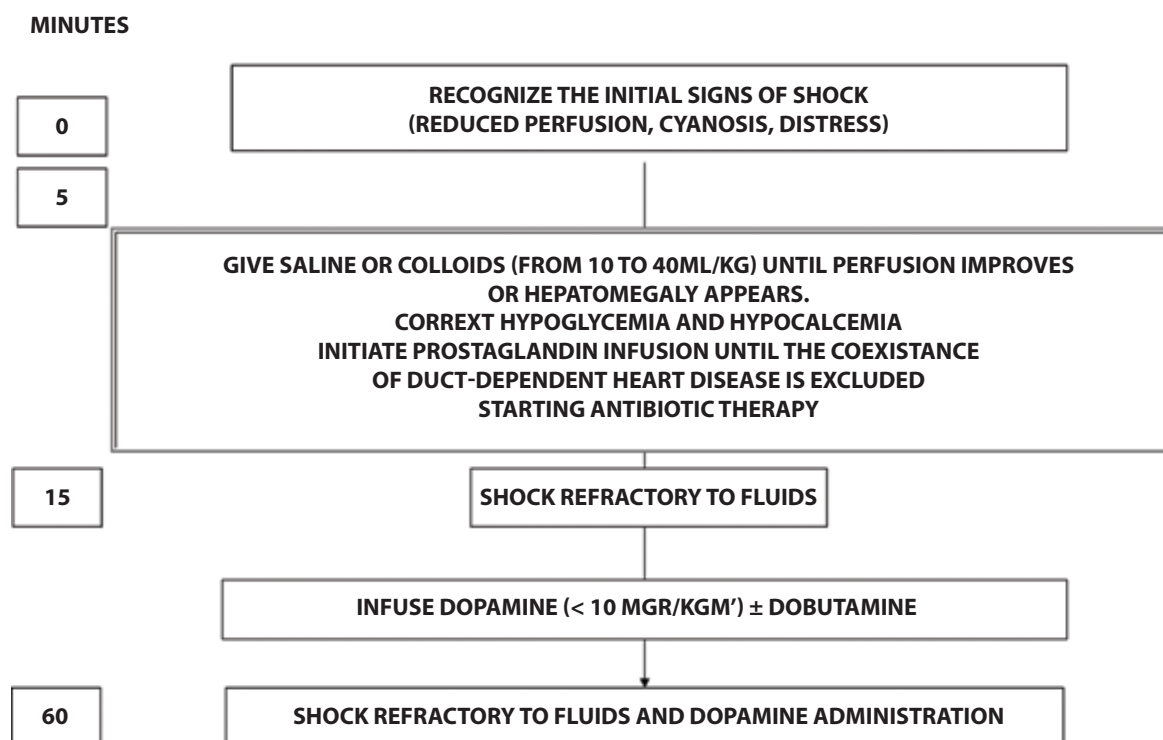 MINUTES
0
RECOGNIZE THE INITIAL SIGNS OF SHOCK
(REDUCED PERFUSION, CYANOSIS, DISTRESS)
5
GIVE SALINE OR COLLOIDS (FROM 10 TO 40ML/KG) UNTIL PERFUSION IMPROVES
OR HEPATOMEGALY APPEARS.
CORREXT HYPOGLYCEMIA AND HYPOCALCEMIA
INITIATE PROSTAGLANDIN INFUSION UNTIL THE COEXISTANCE
OF DUCT-DEPENDENT HEART DISEASE IS EXCLUDED
STARTING ANTIBIOTIC THERAPY
15
SHOCK REFRACTORY TO FLUIDS
INFUSE DOPAMINE (< 10 MGR/KGM’) ± DOBUTAMINE
60
SHOCK REFRACTORY TO FLUIDS AND DOPAMINE ADMINISTRATION